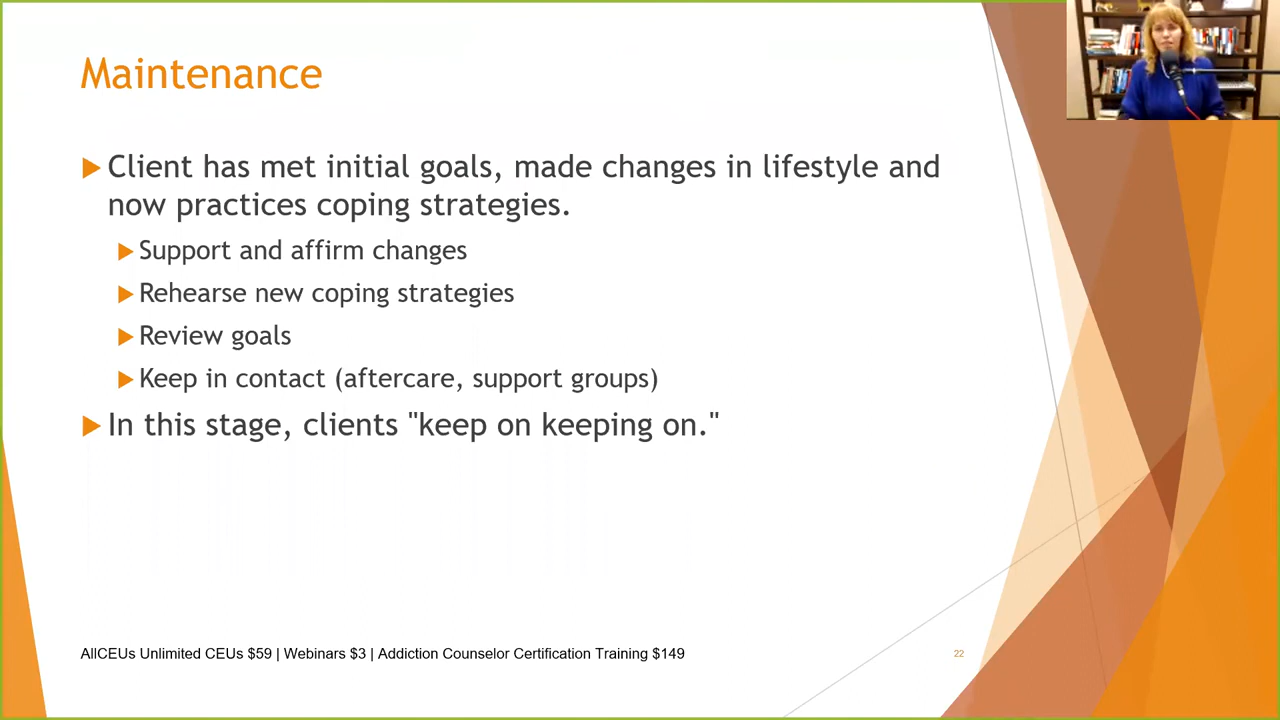 Maintenance
Client has met initial goals, made changes in lifestyle and
now practices coping strategies.
Support and affirm changes
Rehearse new coping strategies
Review goals
Keep in contact (aftercare, support groups)
In this stage, clients "keep on keeping on."
AllCEUs Unlimited CEUs $59 | Webinars $3 | Addiction Counselor Certification Training $149
22